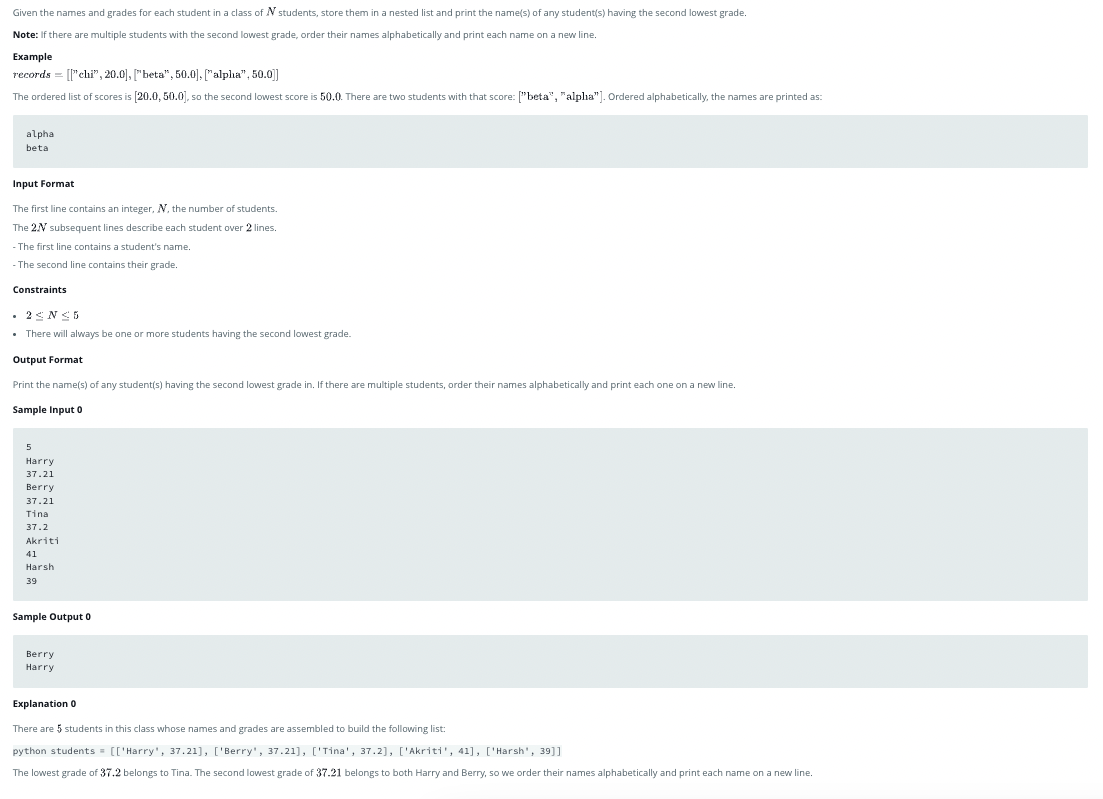 Given the names and grades for each student in a class of N students, store them in a nested list and print the name(s) of any student(s) having the second lowest grade.
Note: If there are multiple students with the second lowest grade, order their names alphabetically and print each name on a new line.
Example
records = [["chi", 20.0], ["beta", 50.0], ["alpha", 50.0]]
The ordered list of scores is [20.0, 50.0], so the second lowest score is 50.0. There are two students with that score: ["beta", "alpha"]. Ordered alphabetically, the names are printed as:
alpha
beta
Input Format
The first line contains an integer, N, the number of students.
The 2N subsequent lines describe each student over 2 lines.
- The first line contains a student's name.
- The second line contains their grade.
Constraints
• 2 ≤ N ≤ 5
• There will always be one or more students having the second lowest grade.
Output Format
Print the name(s) of any student(s) having the second lowest grade in. If there are multiple students, order their names alphabetically and print each one on a new line.
Sample Input 0
5
Harry
37.21
Berry
37.21
Tina
37.2
Akriti
41
Harsh
39
Sample Output 0
Berry
Harry
Explanation 0
There are 5 students in this class whose names and grades are assembled to build the following list:
python students = [['Harry', 37.21], ['Berry', 37.21], ['Tina', 37.2], ['Akriti', 41], ['Harsh', 39]]
The lowest grade of 37.2 belongs to Tina. The second lowest grade of 37.21 belongs to both Harry and Berry, so we order their names alphabetically and print each name on a new line.